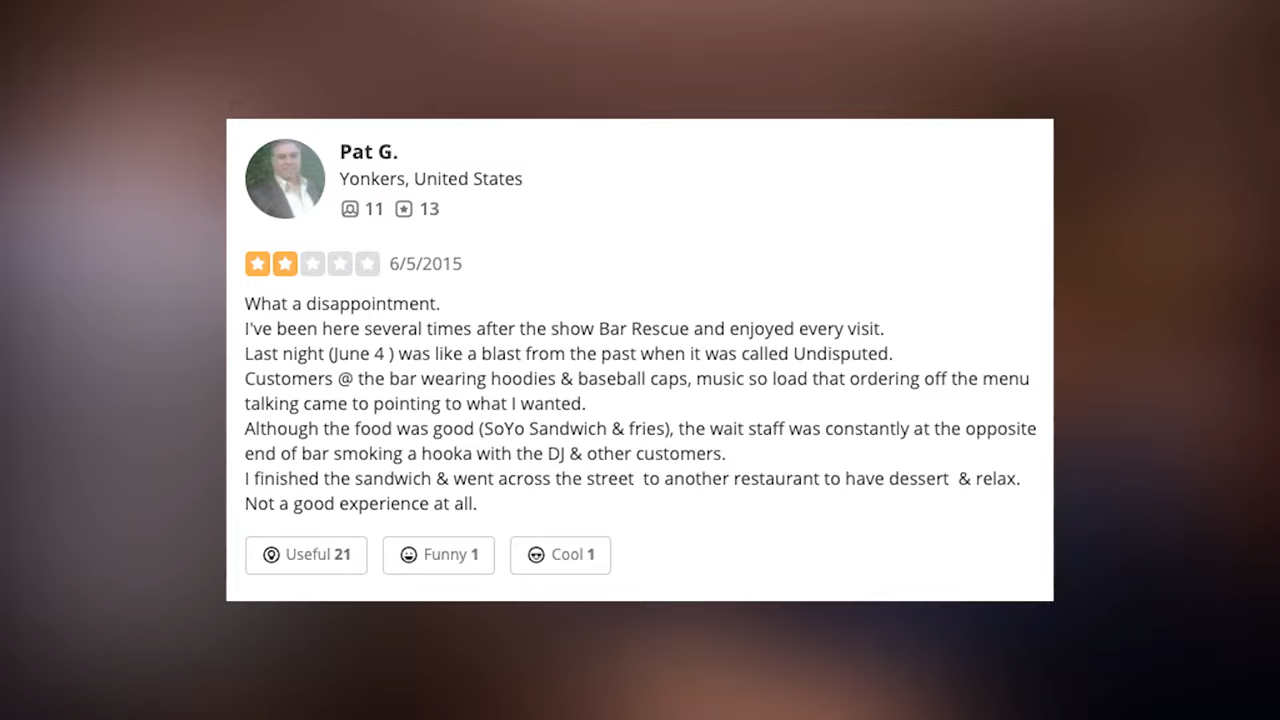 Pat G.
Yonkers, United States
11 13
6/5/2015
What a disappointment.
I've been here several times after the show Bar Rescue and enjoyed every visit.
Last night (June 4 ) was like a blast from the past when it was called Undisputed.
Customers @ the bar wearing hoodies & baseball caps, music so load that ordering off the menu
talking came to pointing to what I wanted.
Although the food was good (SoYo Sandwich & fries), the wait staff was constantly at the opposite
end of bar smoking a hooka with the DJ & other customers.
I finished the sandwich & went across the street  to another restaurant to have dessert  & relax.
Not a good experience at all.
Useful 21 Funny 1 Cool 1